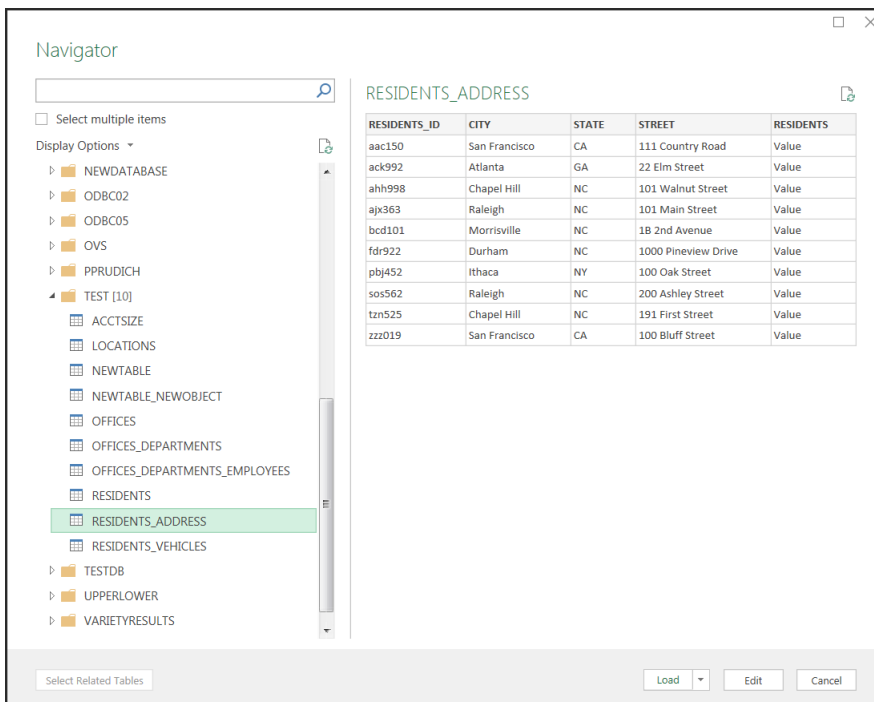 Navigator
Select multiple items
Display Options
NEWDATABASE
ODBC02
ODBC05
OVS
PPRUDICH
TEST [10]
ACCTSIZE
LOCATIONS
NEWTABLE
NEWTABLE_NEWOBJECT
OFFICES
OFFICES_DEPARTMENTS
OFFICES_DEPARTMENTS_EMPLOYEES
RESIDENTS
RESIDENTS_ADDRESS
RESIDENTS_VEHICLES
TESTDB
UPPERLOWER
VARIETYRESULTS
RESIDENTS_ADDRESS
RESIDENTS_ID CITY STATE STREET RESIDENTS
aac150 San Francisco CA 111 Country Road Value
ack992 Atlanta GA 22 Elm Street Value
ahh998 Chapel Hill NC 101 Walnut Street Value
ajx363 Raleigh NC 101 Main Street Value
bcd101 Morrisville NC 1B 2nd Avenue Value
fdr922 Durham NC 1000 Pineview Drive Value
pbj452 Ithaca NY 100 Oak Street Value
sos562 Raleigh NC 200 Ashley Street Value
tzn525 Chapel Hill NC 191 First Street Value
zzz019 San Francisco CA 100 Bluff Street Value
Select Related Tables
Load Edit Cancel